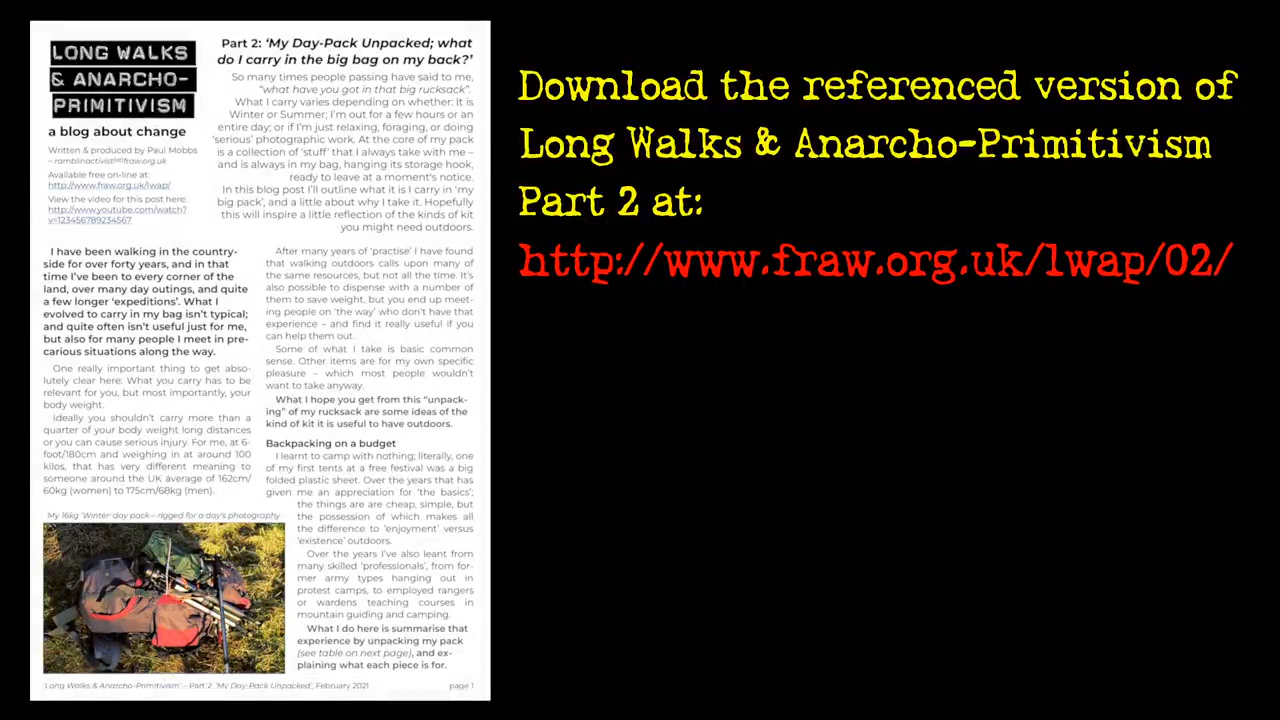 LONG WALKS
& ANARCHO-
PRIMITIVISM
a blog about change
Written & produced by Paul Mobbs
– ramblinactivist(at)fraw.org.uk
Available free on-line at:
http://www.fraw.org.uk/lwap/
View the video for this post here:
http://www.youtube.com/watch?
v=123456789234567
Part 2: ‘My Day-Pack Unpacked; what
do I carry in the big bag on my back?’
So many times people passing have said to me,
“what have you got in that big rucksack”.
What I carry varies depending on whether: It is
Winter or Summer; I'm out for a few hours or an
entire day; or if I'm just relaxing, foraging, or doing
‘serious’ photographic work. At the core of my pack
is a collection of ‘stuff’ that I always take with me –
and is always in my bag, hanging its storage hook,
ready to leave at a moment's notice.
In this blog post I'll outline what it is I carry in ‘my
big pack’, and a little about why I take it. Hopefully
this will inspire a little reflection of the kinds of kit
you might need outdoors.
I have been walking in the country-
side for over forty years, and in that
time I've been to every corner of the
land, over many day outings, and quite
a few longer ‘expeditions’. What I
evolved to carry in my bag isn't typical;
and quite often isn't useful just for me,
but also for many people I meet in pre-
carious situations along the way.
One really important thing to get abso-
lutely clear here: What you carry has to be
relevant for you, but most importantly, your
body weight.
Ideally you shouldn't carry more than a
quarter of your body weight long distances
or you can cause serious injury. For me, at 6-
foot/180cm and weighing in at around 100
kilos, that has very different meaning to
someone around the UK average of 162cm/
60kg (women) to 175cm/68kg (men).
My 16kg ‘Winter’ day pack – rigged for a day's photography
After many years of ‘practise’ I have found
that walking outdoors calls upon many of
the same resources, but not all the time. It's
also possible to dispense with a number of
them to save weight, but you end up meet-
ing people on ‘the way’ who don't have that
experience – and find it really useful if you
can help them out.
Some of what I take is basic common
sense. Other items are for my own specific
pleasure – which most people wouldn't
want to take anyway.
What I hope you get from this “unpack-
ing” of my rucksack are some ideas of the
kind of kit it is useful to have outdoors.
Backpacking on a budget
I learnt to camp with nothing; literally, one
of my first tents at a free festival was a big
folded plastic sheet. Over the years that has
given me an appreciation for ‘the basics’;
the things are are cheap, simple, but
the possession of which makes all
the difference to ‘enjoyment’ versus
‘existence’ outdoors.
Over the years I've also leant from
many skilled ‘professionals’, from for-
mer army types hanging out in
protest camps, to employed rangers
or wardens teaching courses in
mountain guiding and camping.
What I do here is summarise that
experience by unpacking my pack
(see table on next page), and ex-
plaining what each piece is for.
‘Long Walks & Anarcho-Primitivism’ – Part 2, ‘My Day-Pack Unpacked’, February 2021
page 1
Download the referenced version of
Long Walks & Anarcho-Primitivism
Part 2 at:
http://www.fraw.org.uk/lwap/02/